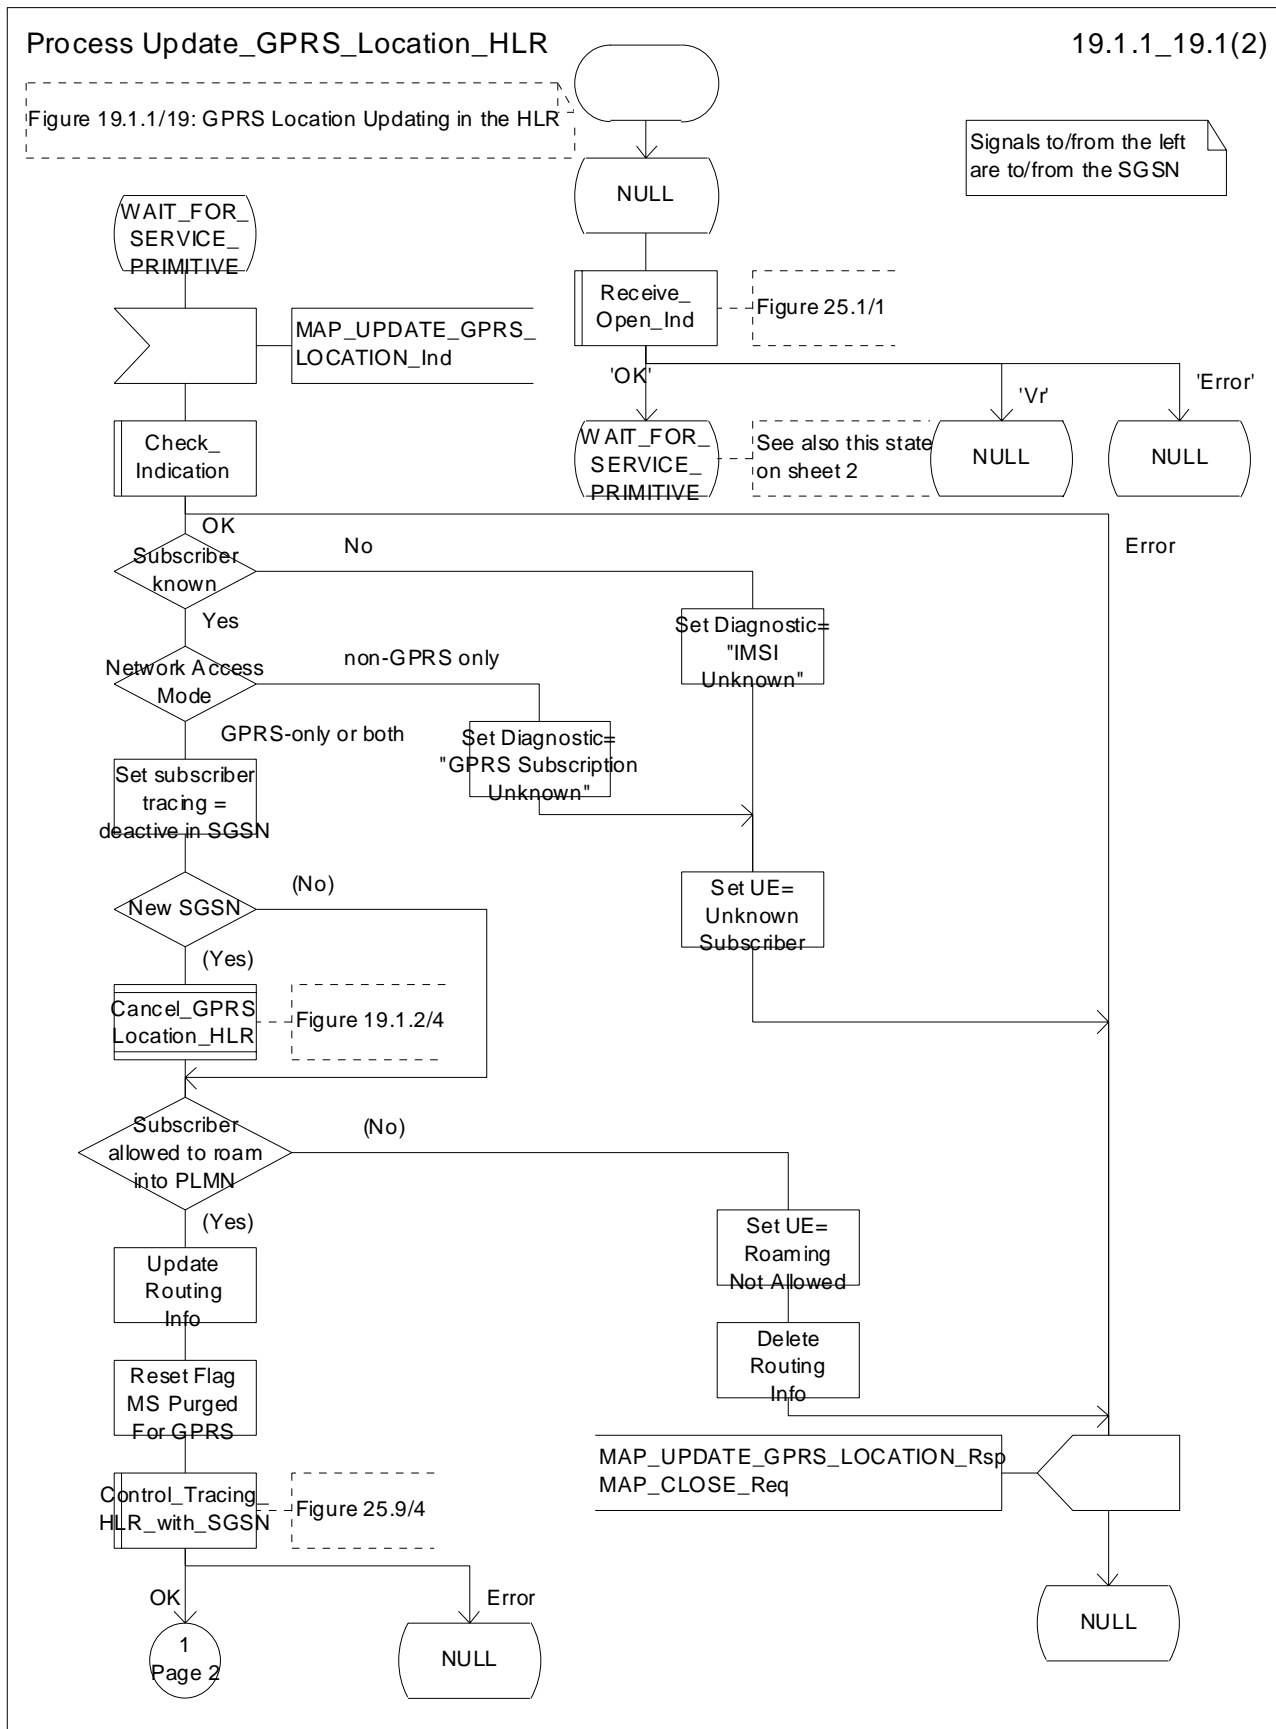 Process Update_GPRS_Location_HLR
19.1.1_19.1(2)
Figure 19.1.1/19: GPRS Location Updating in the HLR
Signals to/from the left
are to/from the SGSN
NULL
WAIT_FOR_
SERVICE_
PRIMITIVE
Receive_
Open_Ind
Figure 25.1/1
MAP_UPDATE_GPRS_
LOCATION_Ind
'OK'
'Vr'
'Error'
Check_
Indication
WAIT_FOR_
SERVICE_
PRIMITIVE
See also this state
on sheet 2
NULL
NULL
OK
Error
Subscriber
known
No
Yes
Set Diagnostic=
"IMSI
Unknown"
Network Access
Mode
non-GPRS only
GPRS-only or both
Set Diagnostic=
"GPRS Subscription
Unknown"
Set subscriber
tracing =
deactive in SGSN
New SGSN
(No)
(Yes)
Set UE=
Unknown
Subscriber
Cancel_GPRS
Location_HLR
Figure 19.1.2/4
Subscriber
allowed to roam
into PLMN
(No)
(Yes)
Set UE=
Roaming
Not Allowed
Update
Routing
Info
Delete
Routing
Info
Reset Flag
MS Purged
For GPRS
MAP_UPDATE_GPRS_LOCATION_Rsp
MAP_CLOSE_Req
Control_Tracing_
HLR_with_SGSN
Figure 25.9/4
OK
Error
NULL
1
Page 2
NULL